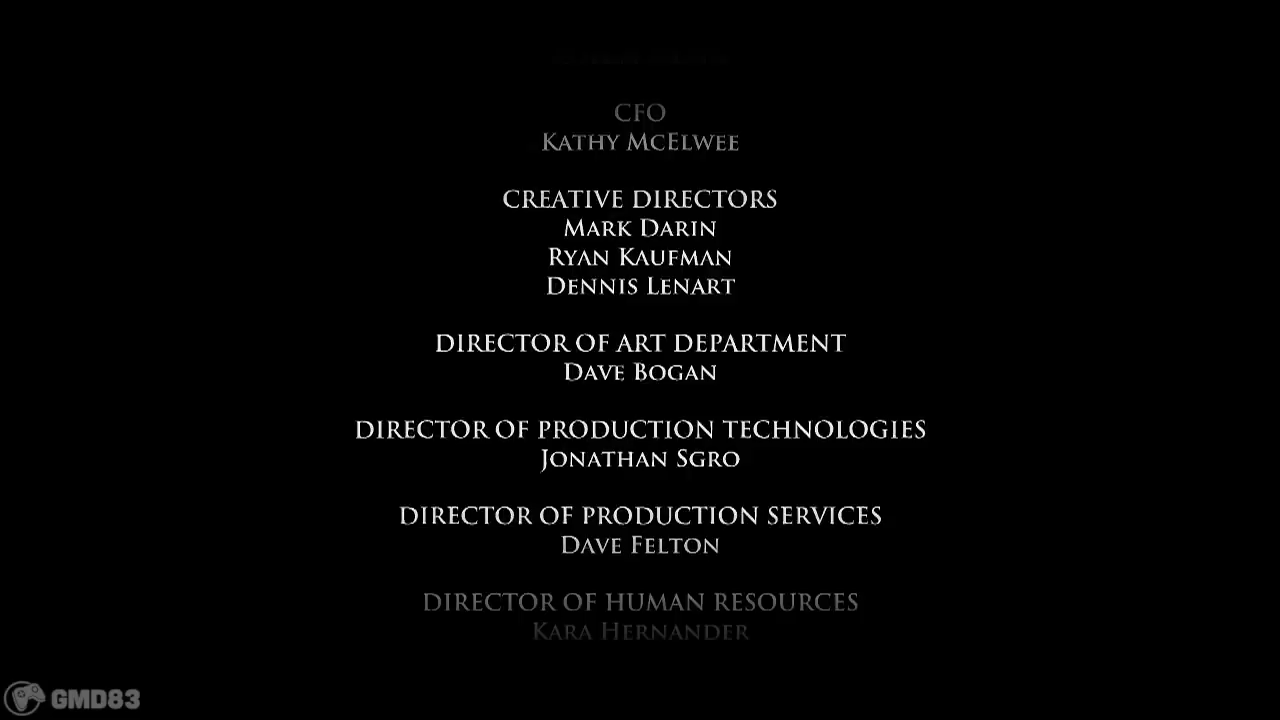 CFO
Kathy McElwee
CREATIVE DIRECTORS
Mark Darin
Ryan Kaufman
Dennis Lenart
DIRECTOR OF ART DEPARTMENT
Dave Bogan
DIRECTOR OF PRODUCTION TECHNOLOGIES
Jonathan Sgro
DIRECTOR OF PRODUCTION SERVICES
Dave Felton
DIRECTOR OF HUMAN RESOURCES
Kara Hernander
GMD83